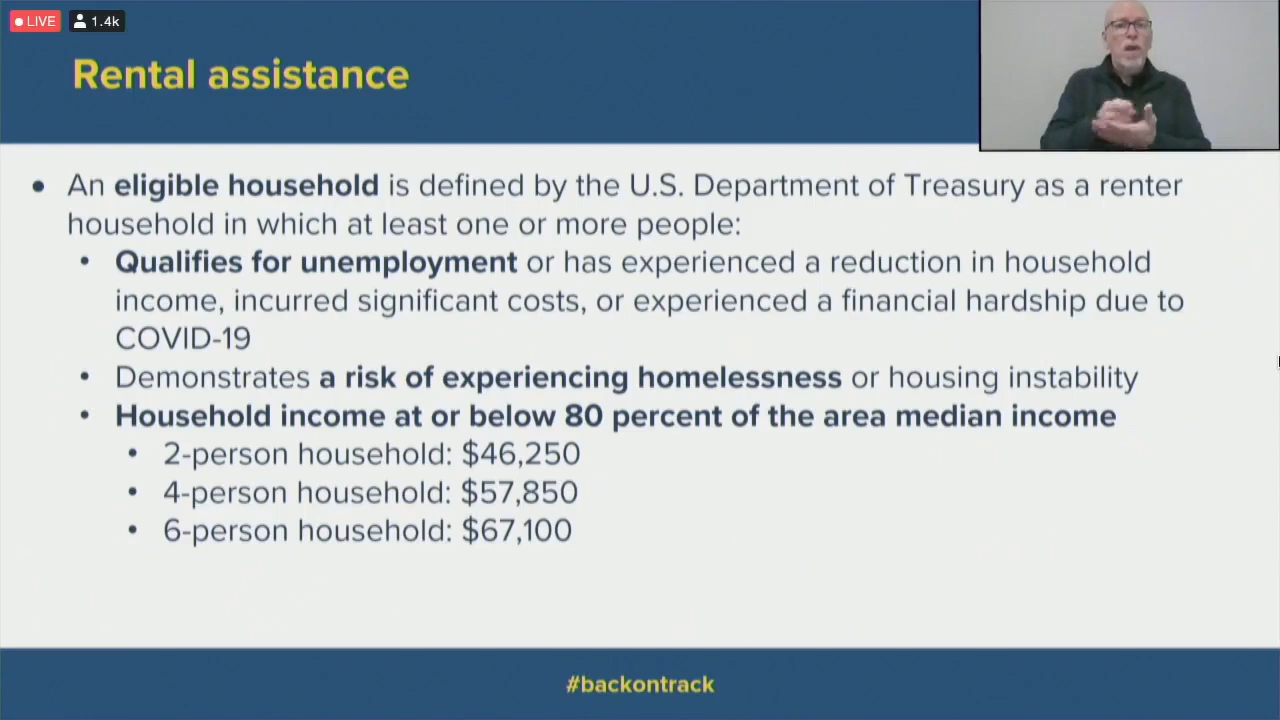 LIVE 1.4k
Rental assistance
• An eligible household is defined by the U.S. Department of Treasury as a renter
household in which at least one or more people:
• Qualifies for unemployment or has experienced a reduction in household
income, incurred significant costs, or experienced a financial hardship due to
COVID-19
• Demonstrates a risk of experiencing homelessness or housing instability
• Household income at or below 80 percent of the area median income
• 2-person household: $46,250
• 4-person household: $57,850
• 6-person household: $67,100
#backontrack